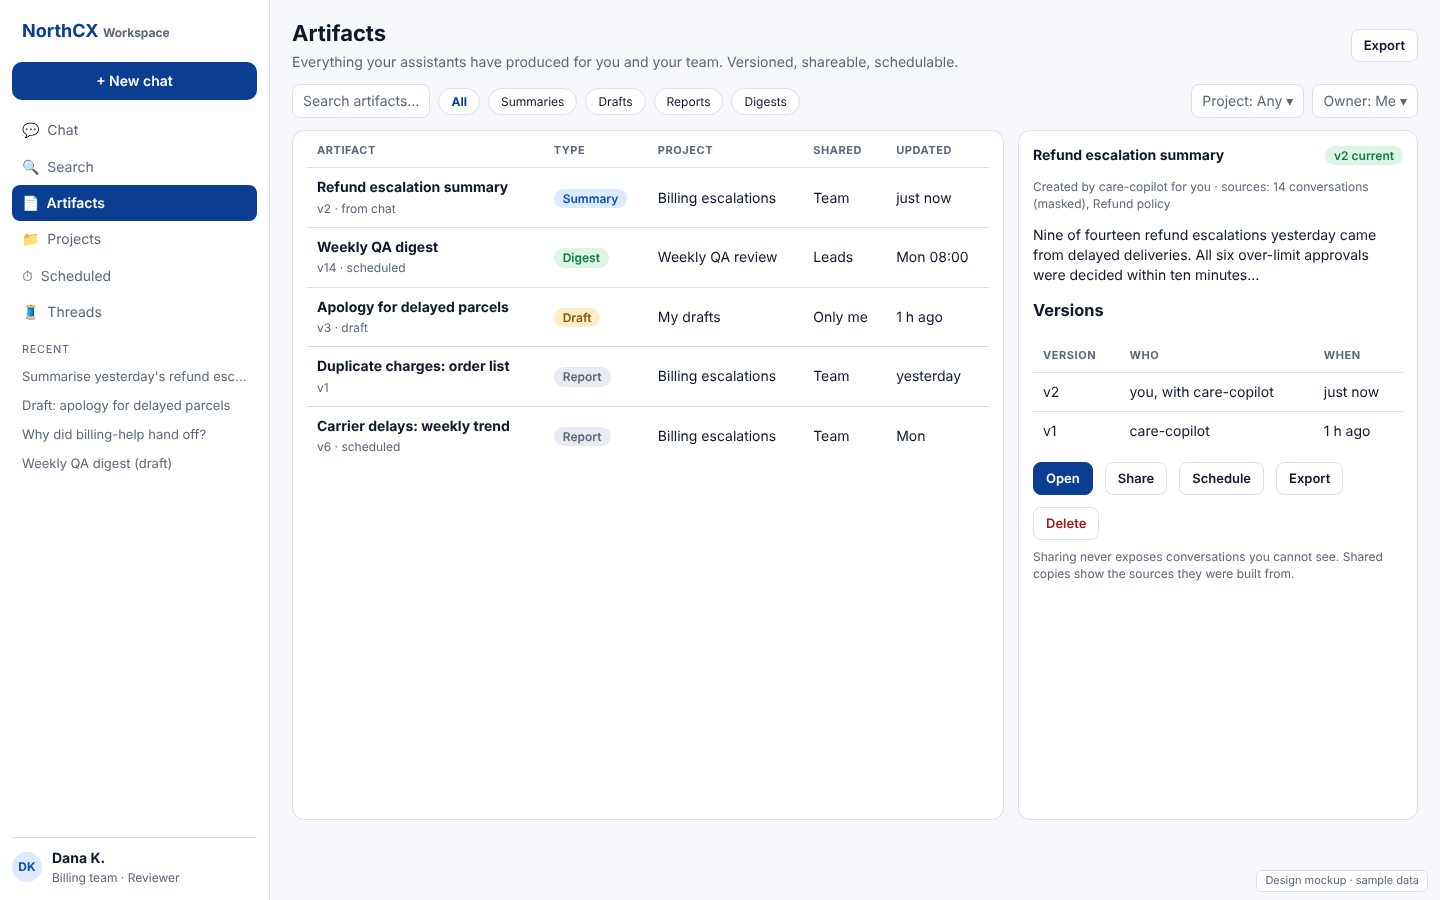 NorthCX Workspace
+ New chat
Chat
Search
Artifacts
Projects
Scheduled
Threads
RECENT
Summarise yesterday's refund esc...
Draft: apology for delayed parcels
Why did billing-help hand off?
Weekly QA digest (draft)
DK
Dana K.
Billing team · Reviewer
Artifacts
Everything your assistants have produced for you and your team. Versioned, shareable, schedulable.
Export
Search artifacts...
All Summaries Drafts Reports Digests
Project: Any ▾ Owner: Me ▾
ARTIFACT TYPE PROJECT SHARED UPDATED
Refund escalation summary
v2 · from chat
Summary Billing escalations Team just now
Weekly QA digest
v14 · scheduled
Digest Weekly QA review Leads Mon 08:00
Apology for delayed parcels
v3 · draft
Draft My drafts Only me 1 h ago
Duplicate charges: order list
v1
Report Billing escalations Team yesterday
Carrier delays: weekly trend
v6 · scheduled
Report Billing escalations Team Mon
Refund escalation summary v2 current
Created by care-copilot for you · sources: 14 conversations
(masked), Refund policy
Nine of fourteen refund escalations yesterday came
from delayed deliveries. All six over-limit approvals
were decided within ten minutes...
Versions
VERSION WHO WHEN
v2 you, with care-copilot just now
v1 care-copilot 1 h ago
Open Share Schedule Export
Delete
Sharing never exposes conversations you cannot see. Shared
copies show the sources they were built from.
Design mockup · sample data